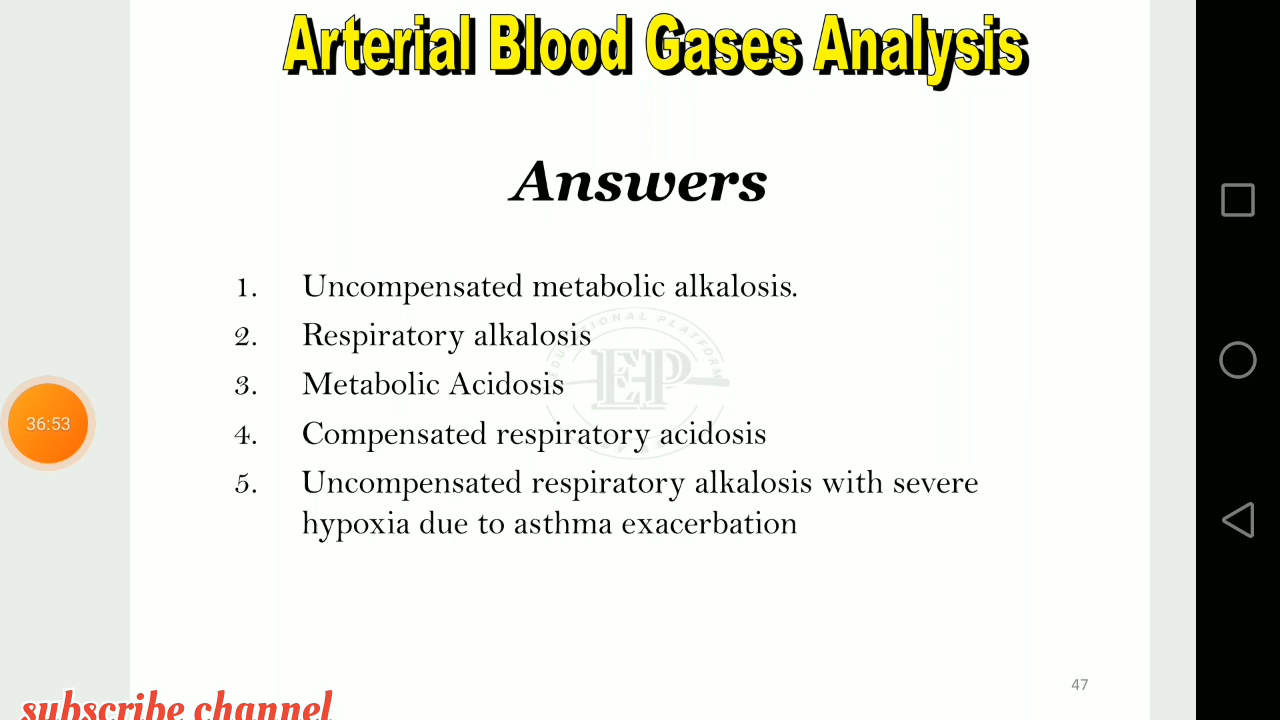 Arterial Blood Gases Analysis
Answers
1. Uncompensated metabolic alkalosis.
2. Respiratory alkalosis
3. Metabolic Acidosis
4. Compensated respiratory acidosis
5. Uncompensated respiratory alkalosis with severe
hypoxia due to asthma exacerbation
EP
36:53
47
subscribe channel